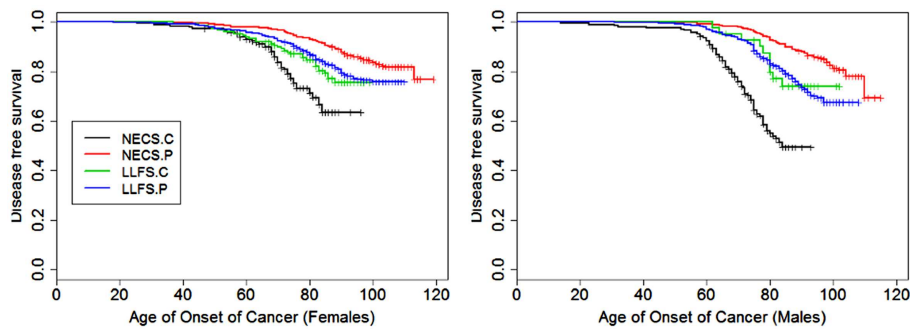 Disease free survival
1.0
0.8
0.6
0.4
0.2
0.0
NECS.C
NECS.P
LLFS.C
LLFS.P
0 20 40 60 80 100 120
Age of Onset of Cancer (Females)
Disease free survival
1.0
0.8
0.6
0.4
0.2
0.0
0 20 40 60 80 100 120
Age of Onset of Cancer (Males)